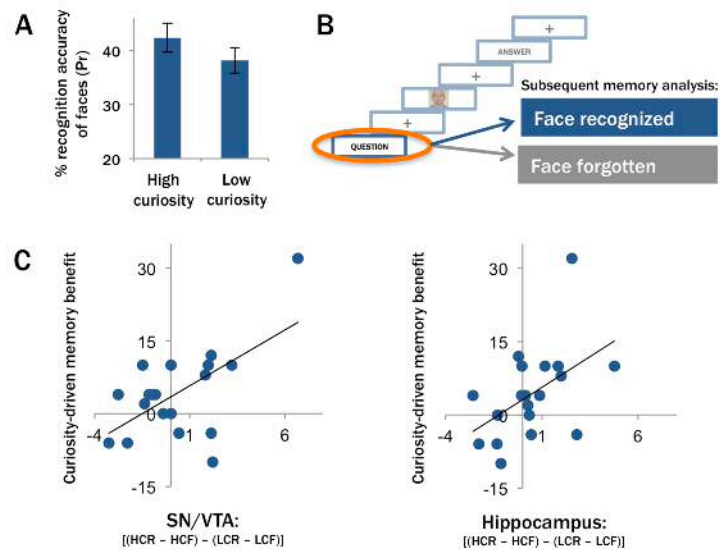 A
% recognition accuracy
of faces (Pr)
40
30
20
High
curiosity
Low
curiosity
B
+
ANSWER
+
+
QUESTION
Subsequent memory analysis:
Face recognized
Face forgotten
C
Curiosity-driven memory benefit
30
15
0
-15
-4
1
6
SN/VTA:
[(HCR – HCF) – (LCR – LCF)]
Curiosity-driven memory benefit
30
15
0
-15
-4
1
6
Hippocampus:
[(HCR – HCF) – (LCR – LCF)]